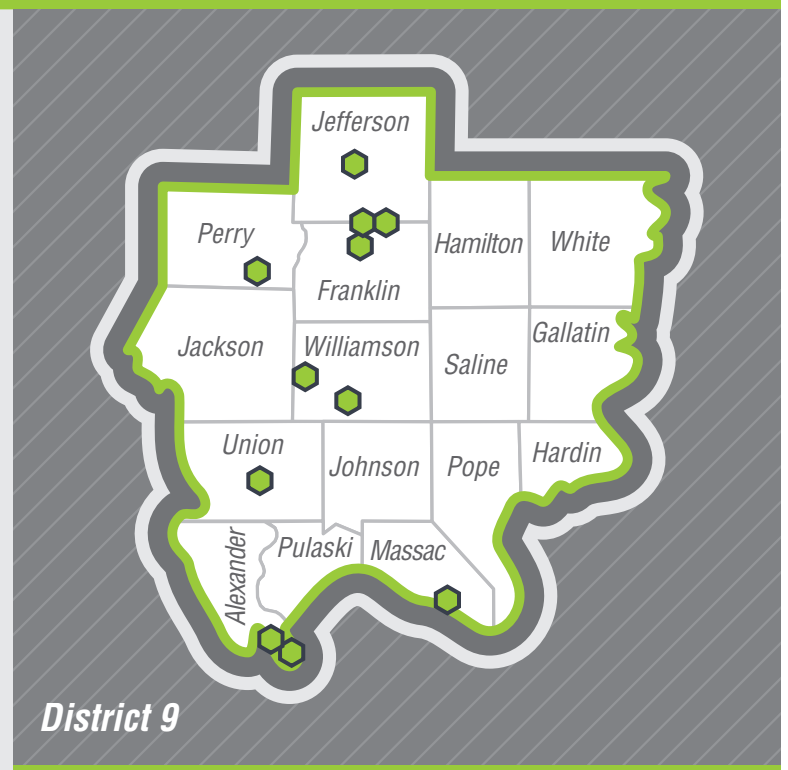 Jefferson
Perry
Hamilton
White
Franklin
Jackson
Williamson
Gallatin
Saline
Union
Johnson
Pope
Hardin
Alexander
Pulaski
Massac
District 9